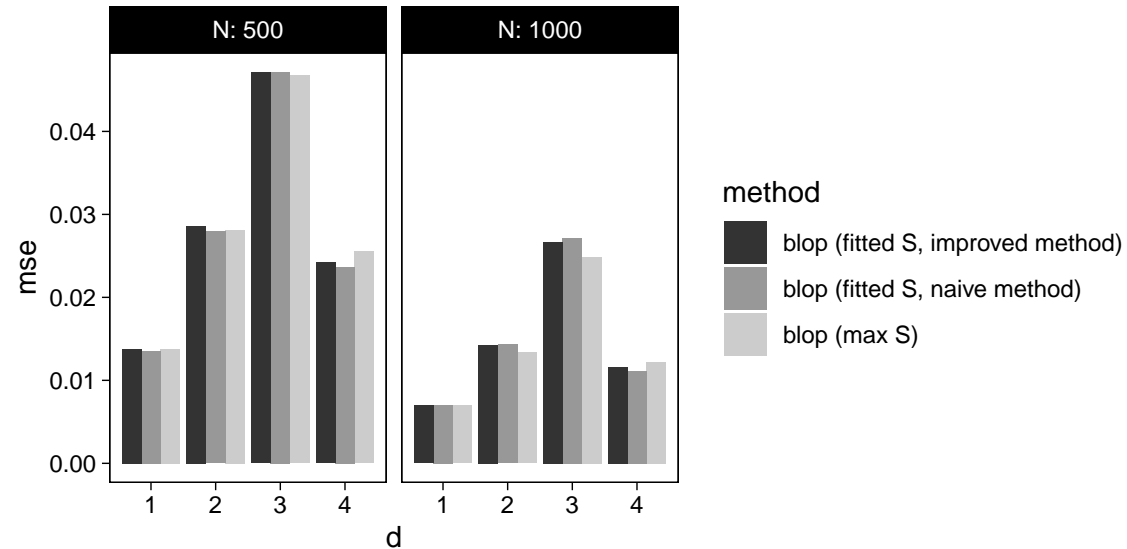 N: 500
N: 1000
mse
0.04
0.03
0.02
0.01
0.00
1 2 3 4
1 2 3 4
d
method
blop (fitted S, improved method)
blop (fitted S, naive method)
blop (max S)